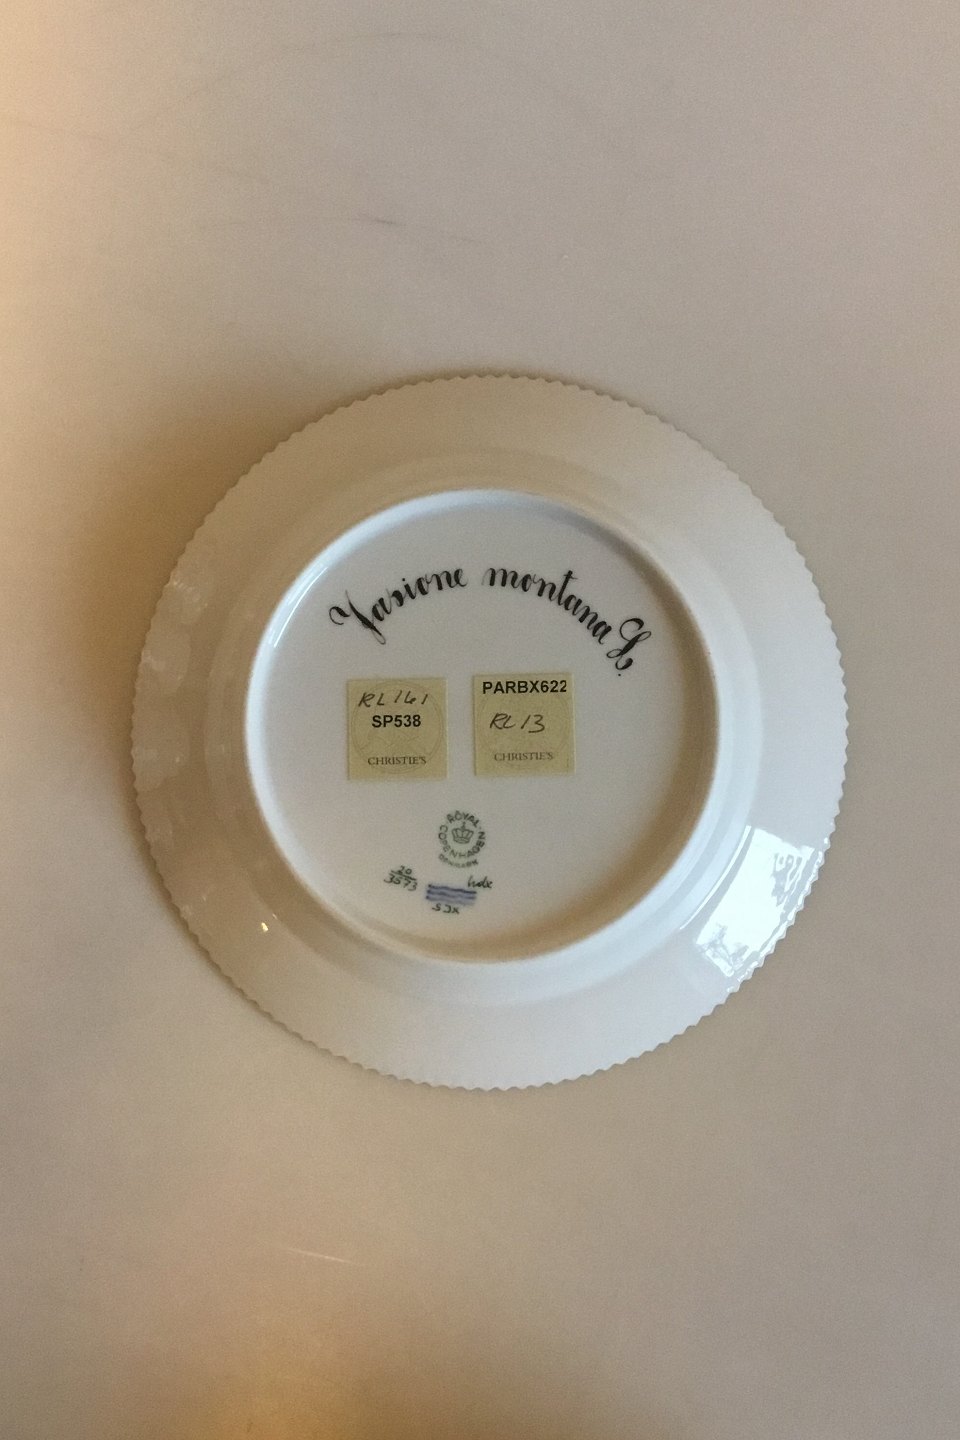 Jasione montana L.
RL 161
SP538
CHRISTIE'S
PARBX622
RL 13
CHRISTIE'S
ROYAL COPENHAGEN
DENMARK
20
3573